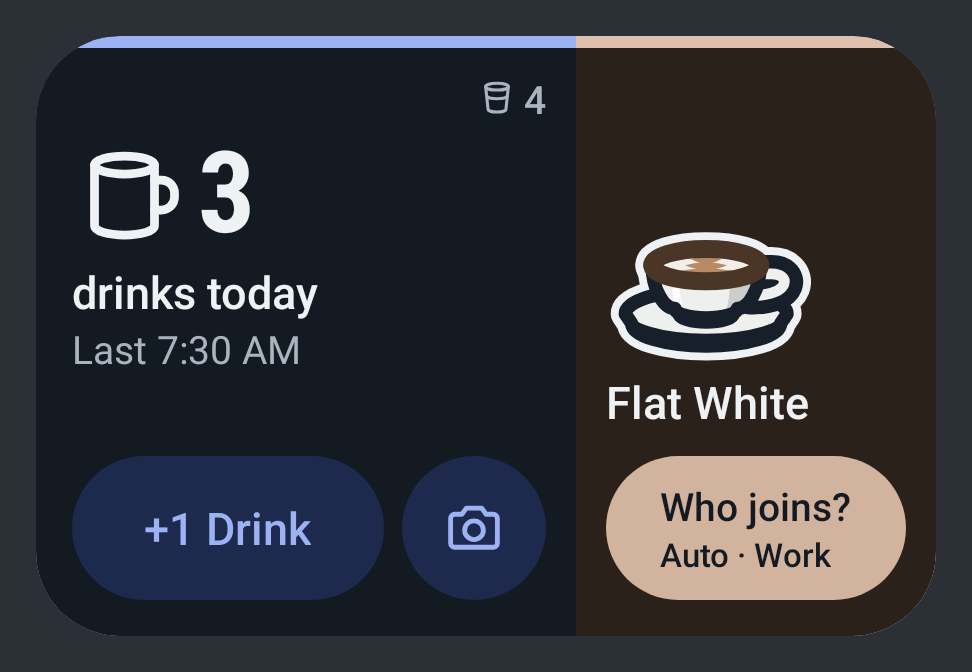 4
3
drinks today
Last 7:30 AM
+1 Drink
Flat White
Who joins?
Auto · Work